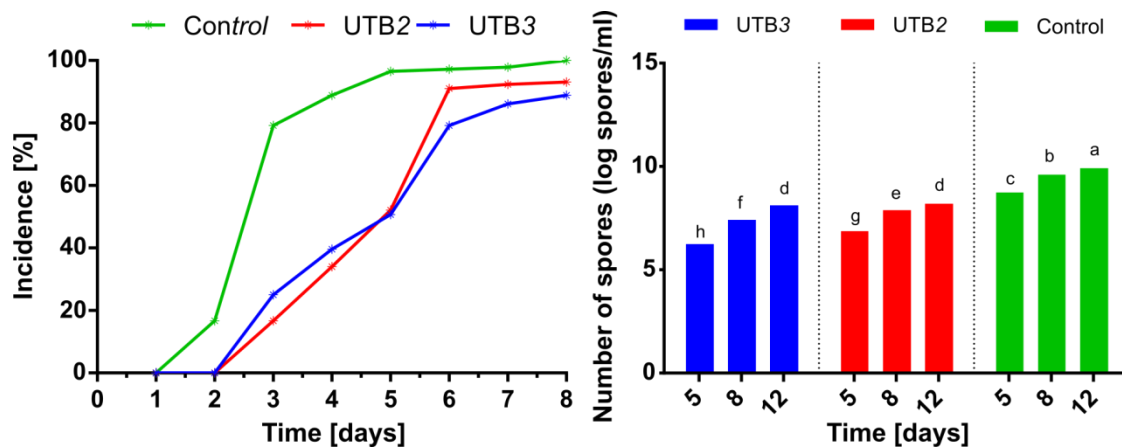 Control UTB2 UTB3
Incidence [%]
100
80
60
40
20
0
0 1 2 3 4 5 6 7 8
Time [days]
UTB3 UTB2 Control
Number of spores (log spores/ml)
15
10
5
0
h f d g e d c b a
5 8 12 5 8 12 5 8 12
Time [days]